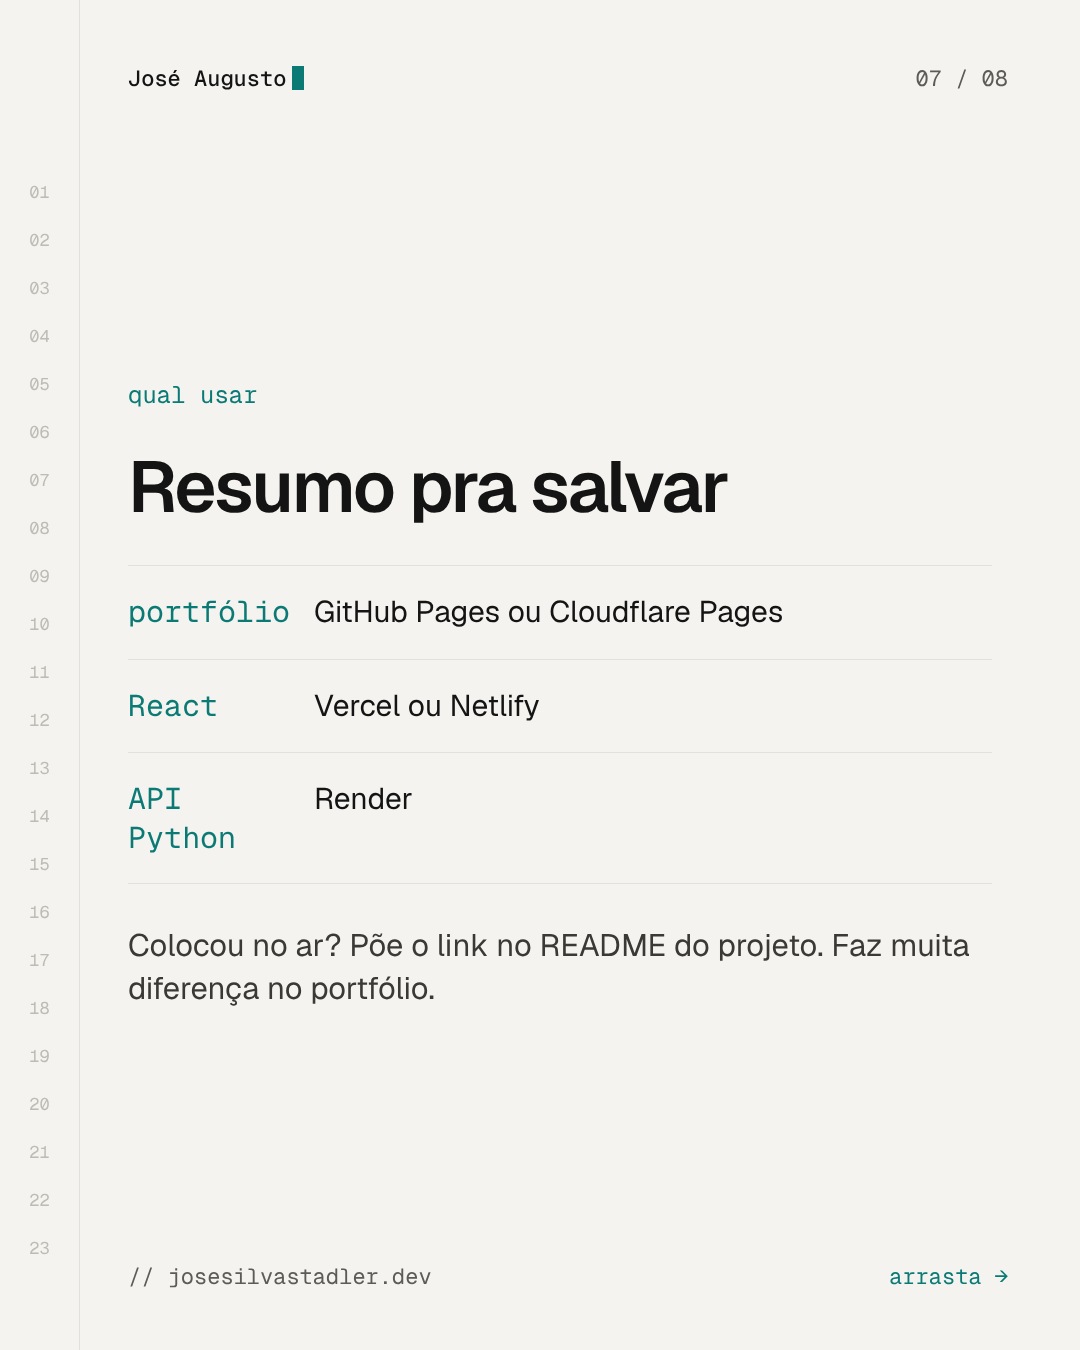 José Augusto
07 / 08
01
02
03
04
05
06
07
08
09
10
11
12
13
14
15
16
17
18
19
20
21
22
23
qual usar
Resumo pra salvar
portfólio GitHub Pages ou Cloudflare Pages
React Vercel ou Netlify
API Render
Python
Colocou no ar? Põe o link no README do projeto. Faz muita
diferença no portfólio.
// josesilvastadler.dev
arrasta →